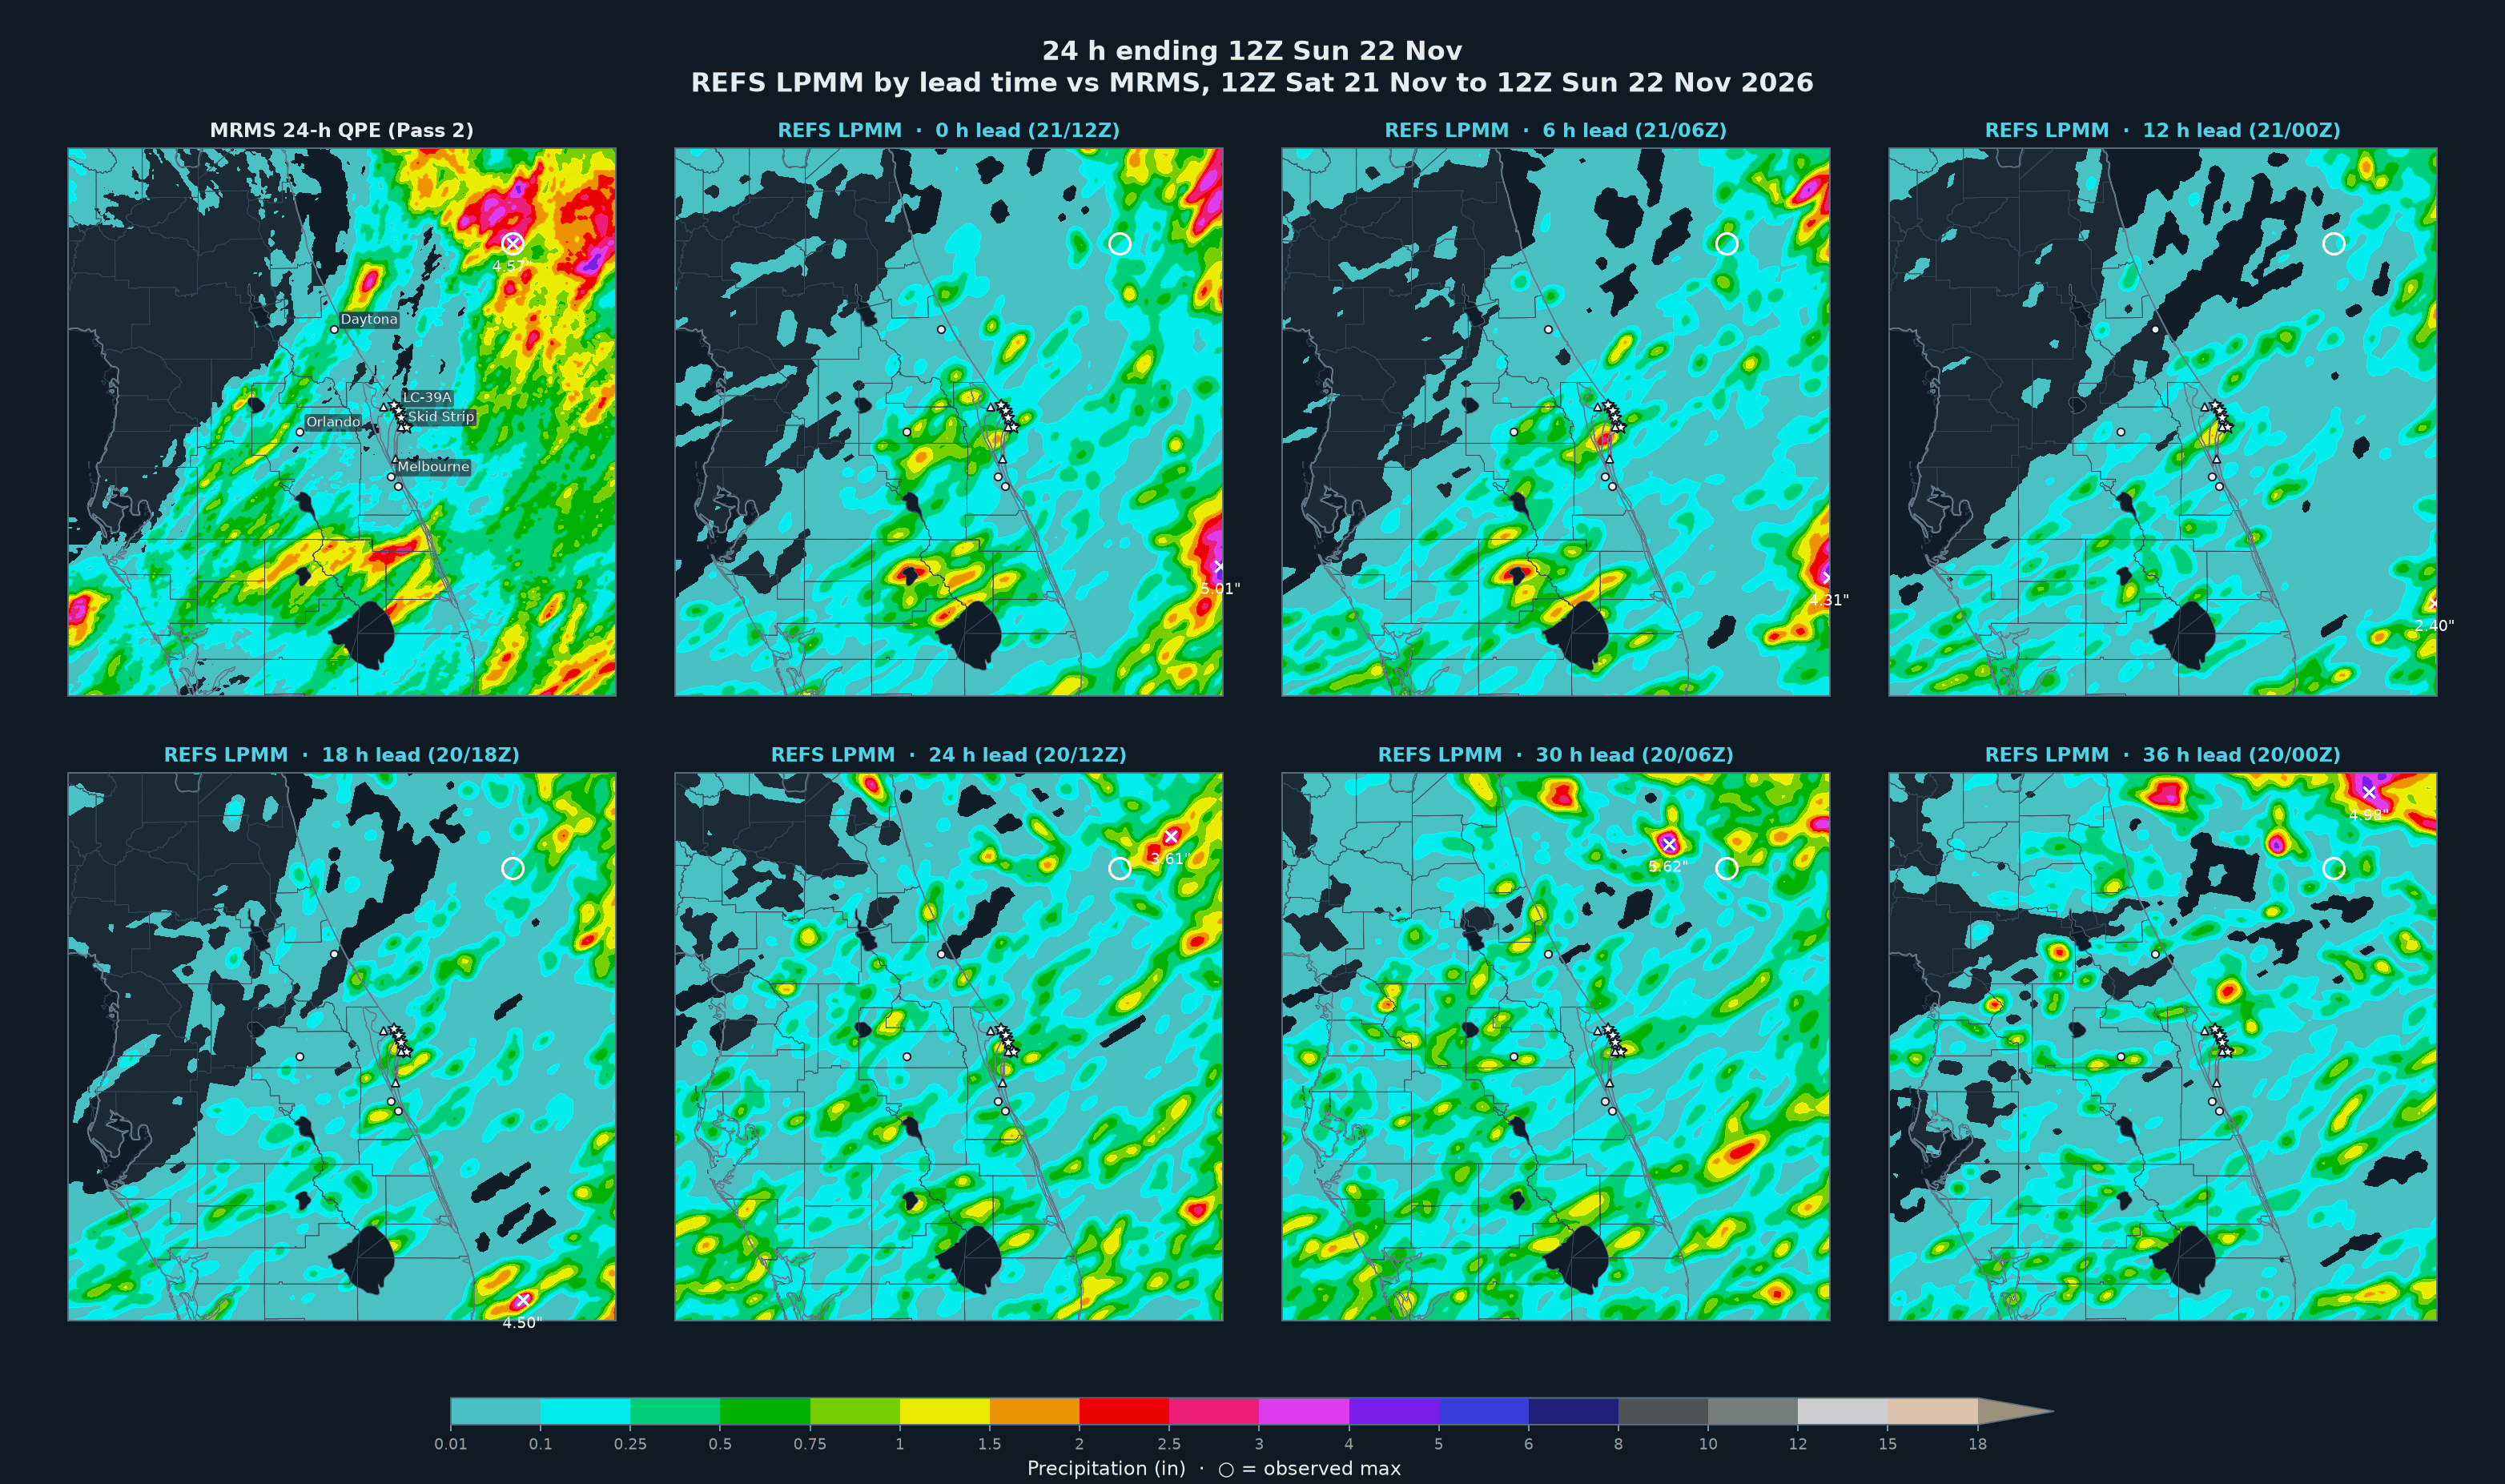 24 h ending 12Z Sun 22 Nov
REFS LPMM by lead time vs MRMS, 12Z Sat 21 Nov to 12Z Sun 22 Nov 2026
MRMS 24-h QPE (Pass 2)
REFS LPMM · 0 h lead (21/12Z)
REFS LPMM · 6 h lead (21/06Z)
REFS LPMM · 12 h lead (21/00Z)
4.57"
Daytona
LC-39A
Skid Strip
Orlando
Melbourne
5.01"
4.31"
2.40"
REFS LPMM · 18 h lead (20/18Z)
REFS LPMM · 24 h lead (20/12Z)
REFS LPMM · 30 h lead (20/06Z)
REFS LPMM · 36 h lead (20/00Z)
4.50"
3.61"
5.62"
4.98"
0.01 0.1 0.25 0.5 0.75 1 1.5 2 2.5 3 4 5 6 8 10 12 15 18
Precipitation (in) · ○ = observed max